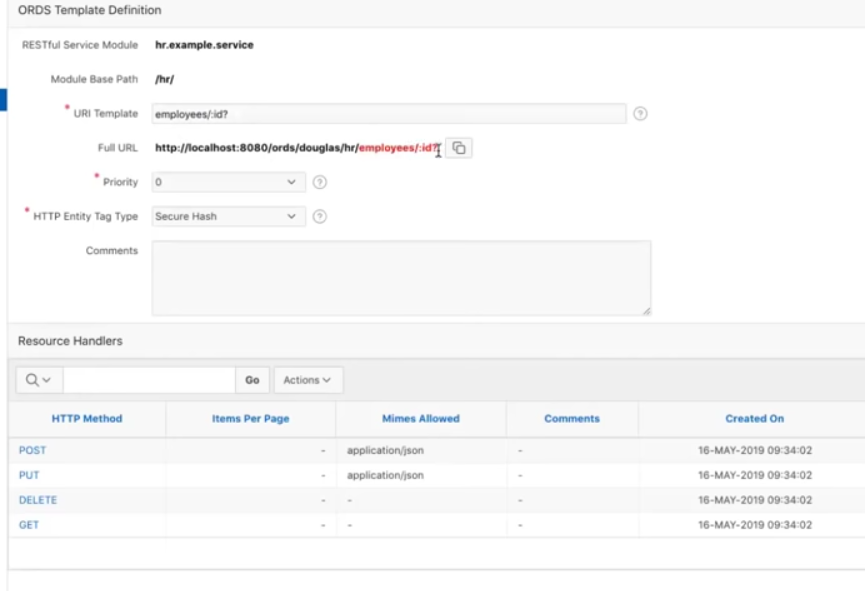 ORDS Template Definition
RESTful Service Module hr.example.service
Module Base Path /hr/
* URI Template employees/:id? ?
Full URL http://localhost:8080/ords/douglas/hr/employees/:id?
* Priority 0 ?
* HTTP Entity Tag Type Secure Hash ?
Comments
Resource Handlers
Go Actions
HTTP Method Items Per Page Mimes Allowed Comments Created On
POST - application/json - 16-MAY-2019 09:34:02
PUT - application/json - 16-MAY-2019 09:34:02
DELETE - - - 16-MAY-2019 09:34:02
GET - - - 16-MAY-2019 09:34:02